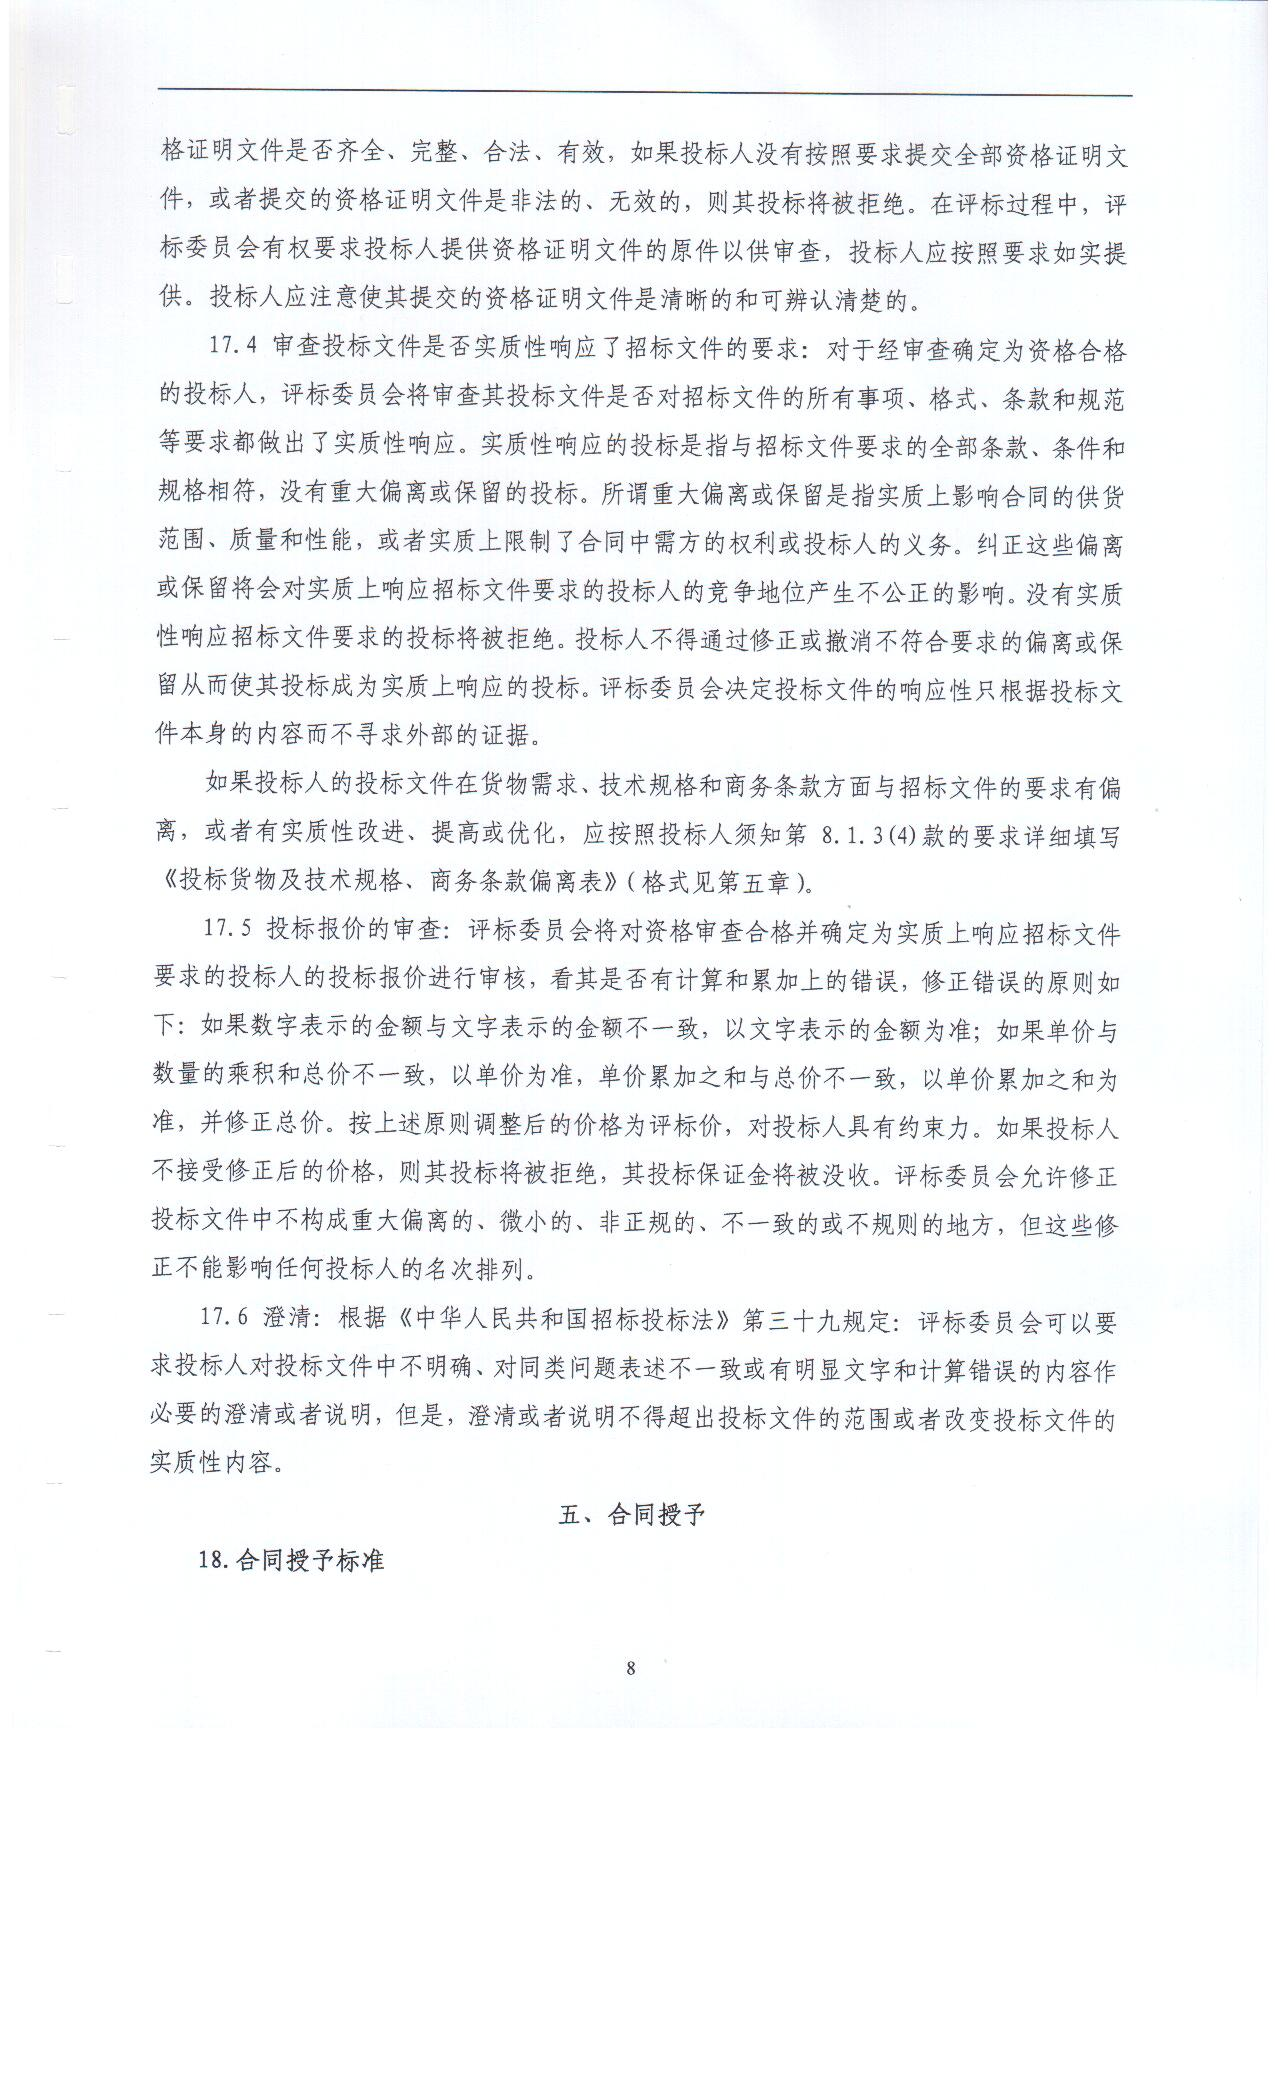 格证明文件是否齐全、完整、合法、有效，如果投标人没有按照要求提交全部资格证明文
件，或者提交的资格证明文件是非法的、无效的，则其投标将被拒绝。在评标过程中，评
标委员会有权要求投标人提供资格证明文件的原件以供审查，投标人应按照要求如实提
供。投标人应注意使其提交的资格证明文件是清晰的和可辨认清楚的。
17.4 审查投标文件是否实质性响应了招标文件的要求：对于经审查确定为资格合格
的投标人，评标委员会将审查其投标文件是否对招标文件的所有事项、格式、条款和规范
等要求都做出了实质性响应。实质性响应的投标是指与招标文件要求的全部条款、条件和
规格相符，没有重大偏离或保留的投标。所谓重大偏离或保留是指实质上影响合同的供货
范围、质量和性能，或者实质上限制了合同中需方的权利或投标人的义务。纠正这些偏离
或保留将会对实质上响应招标文件要求的投标人的竞争地位产生不公正的影响。没有实质
性响应招标文件要求的投标将被拒绝。投标人不得通过修正或撤消不符合要求的偏离或保
留从而使其投标成为实质上响应的投标。评标委员会决定投标文件的响应性只根据投标文
件本身的内容而不寻求外部的证据。
如果投标人的投标文件在货物需求、技术规格和商务条款方面与招标文件的要求有偏
离，或者有实质性改进、提高或优化，应按照投标人须知第 8.1.3(4)款的要求详细填写
《投标货物及技术规格、商务条款偏离表》(格式见第五章)。
17.5 投标报价的审查：评标委员会将对资格审查合格并确定为实质上响应招标文件
要求的投标人的投标报价进行审核，看其是否有计算和累加上的错误，修正错误的原则如
下：如果数字表示的金额与文字表示的金额不一致，以文字表示的金额为准；如果单价与
数量的乘积和总价不一致，以单价为准，单价累加之和与总价不一致，以单价累加之和为
准，并修正总价。按上述原则调整后的价格为评标价，对投标人具有约束力。如果投标人
不接受修正后的价格，则其投标将被拒绝，其投标保证金将被没收。评标委员会允许修正
投标文件中不构成重大偏离的、微小的、非正规的、不一致的或不规则的地方，但这些修
正不能影响任何投标人的名次排列。
17.6 澄清：根据《中华人民共和国招标投标法》第三十九规定：评标委员会可以要
求投标人对投标文件中不明确、对同类问题表述不一致或有明显文字和计算错误的内容作
必要的澄清或者说明，但是，澄清或者说明不得超出投标文件的范围或者改变投标文件的
实质性内容。
五、合同授予
18.合同授予标准
8